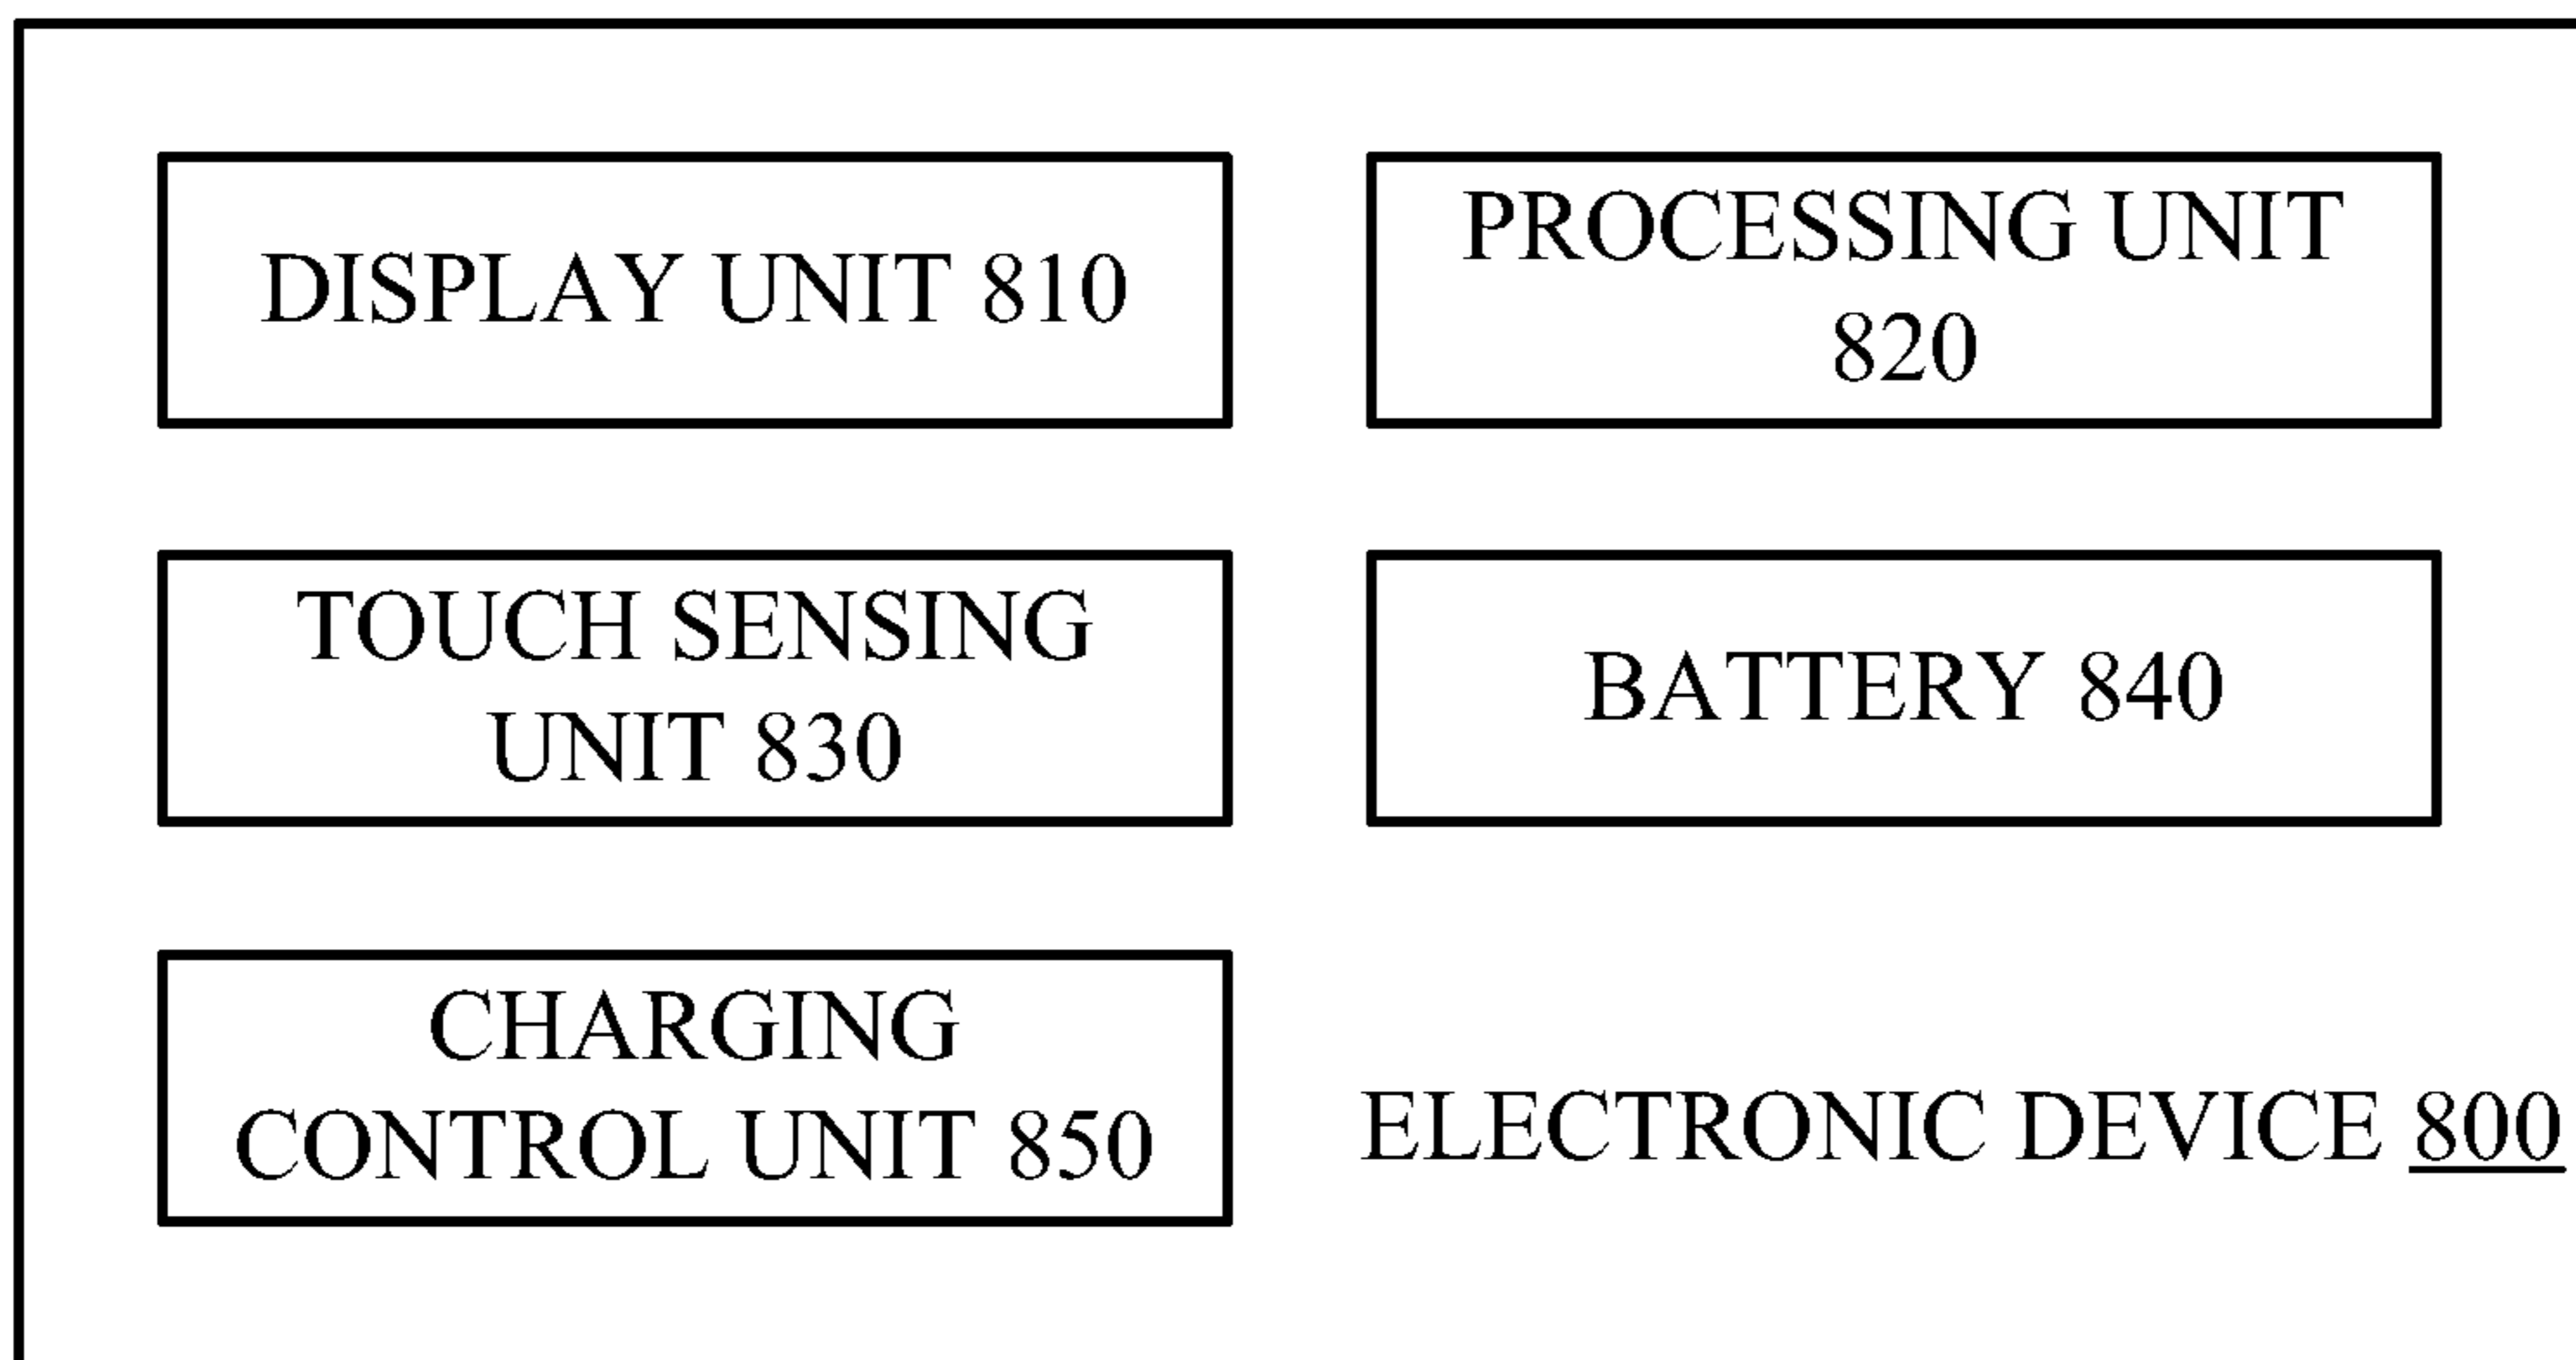 DISPLAY UNIT 810
PROCESSING UNIT
820
TOUCH SENSING
UNIT 830
BATTERY 840
CHARGING
CONTROL UNIT 850
ELECTRONIC DEVICE 800